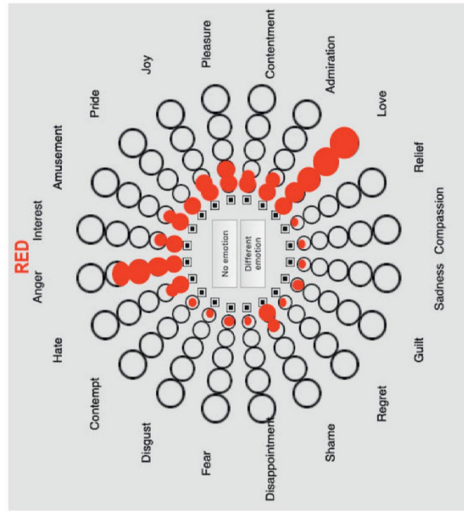 RED
Anger
Interest
Amusement
Pride
Joy
Pleasure
Contentment
Admiration
Love
Relief
Compassion
Sadness
Guilt
Regret
Shame
Disappointment
Fear
Disgust
Contempt
Hate
No emotion
Different
emotion